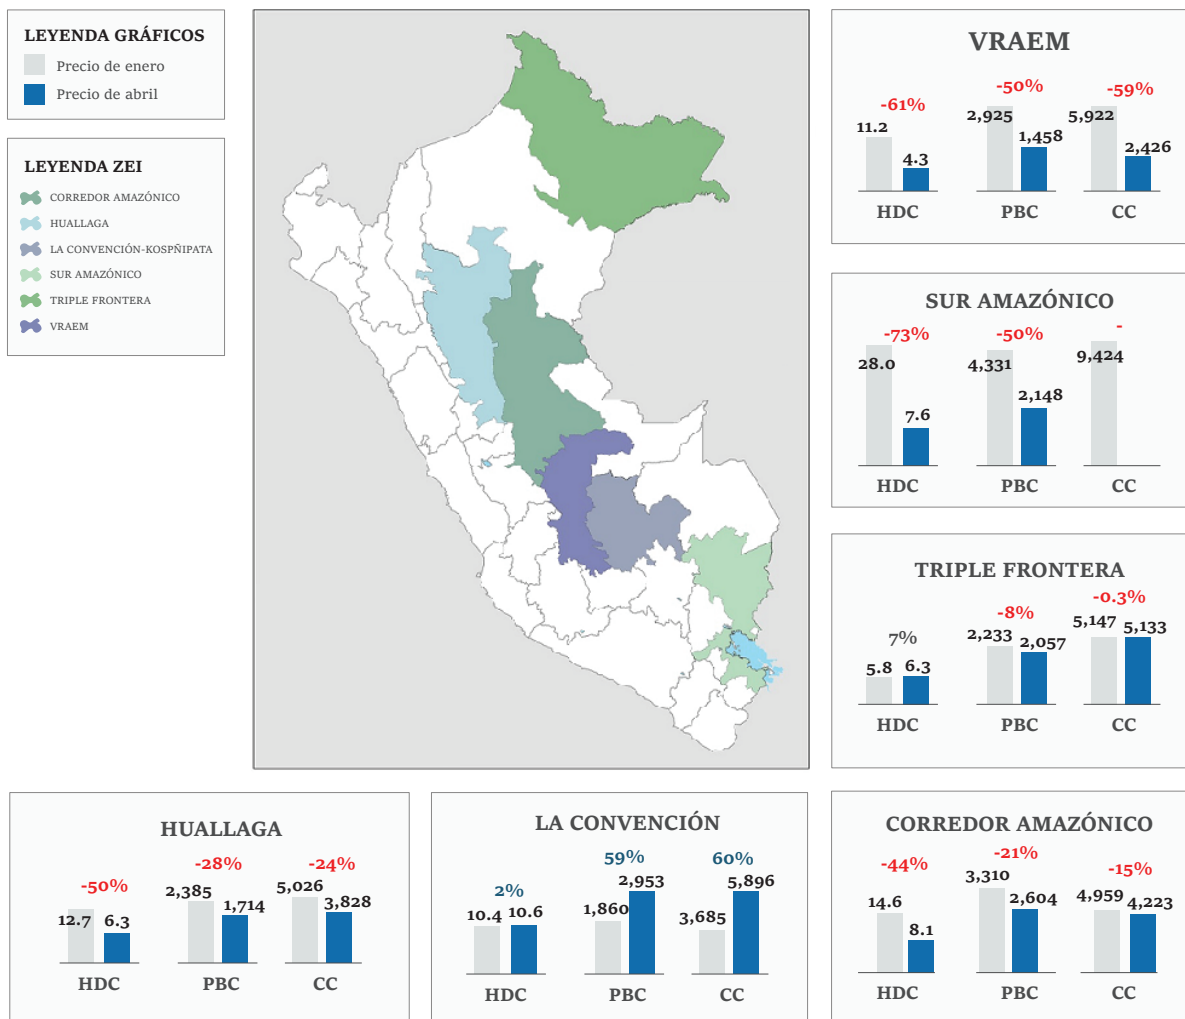 LEYENDA GRÁFICOS
Precio de enero
Precio de abril
LEYENDA ZEI
CORREDOR AMAZÓNICO
HUALLAGA
LA CONVENCIÓN-KOSPÑIPATA
SUR AMAZÓNICO
TRIPLE FRONTERA
VRAEM
VRAEM
-61% -50% -59%
11.2 4.3 2,925 1,458 5,922 2,426
HDC PBC CC
SUR AMAZÓNICO
-73% -50% -
28.0 7.6 4,331 2,148 9,424
HDC PBC CC
TRIPLE FRONTERA
7% -8% -0.3%
5.8 6.3 2,233 2,057 5,147 5,133
HDC PBC CC
HUALLAGA
-50% -28% -24%
12.7 6.3 2,385 1,714 5,026 3,828
HDC PBC CC
LA CONVENCIÓN
2% 59% 60%
10.4 10.6 1,860 2,953 3,685 5,896
HDC PBC CC
CORREDOR AMAZÓNICO
-44% -21% -15%
14.6 8.1 3,310 2,604 4,959 4,223
HDC PBC CC